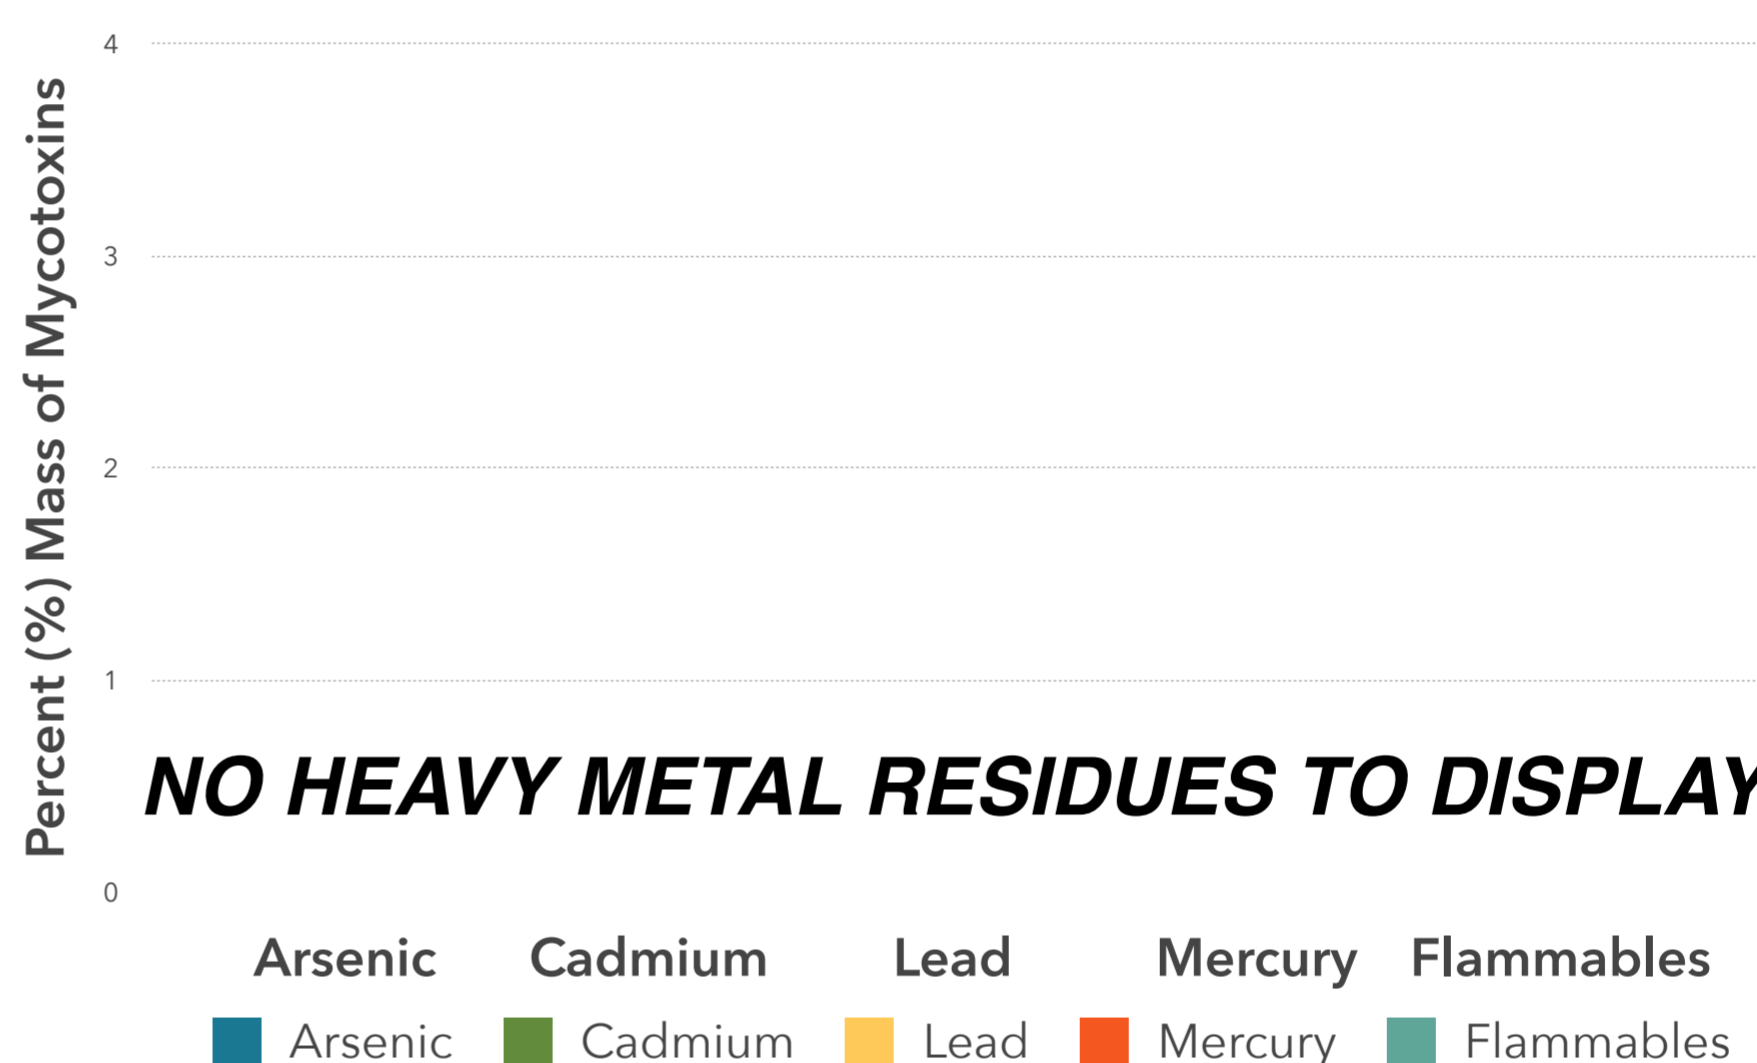 Percent (%) Mass of Mycotoxins
4
3
2
1
0
NO HEAVY METAL RESIDUES TO DISPLAY
Arsenic Cadmium Lead Mercury Flammables
Arsenic Cadmium Lead Mercury Flammables